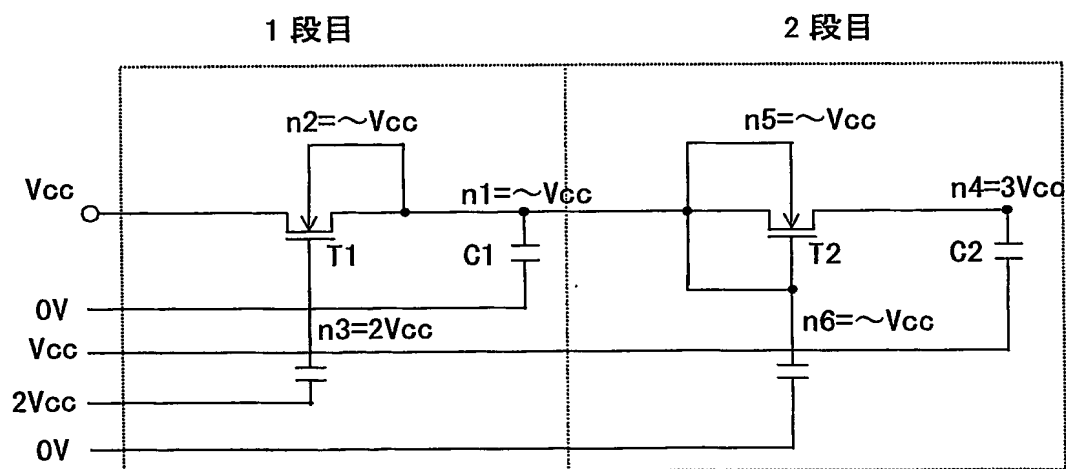 1 段目
2 段目
n2=～Vcc
n5=～Vcc
Vcc
n1=～Vcc
n4=3Vcc
T1
C1
T2
C2
0V
n3=2Vcc
n6=～Vcc
Vcc
2Vcc
0V